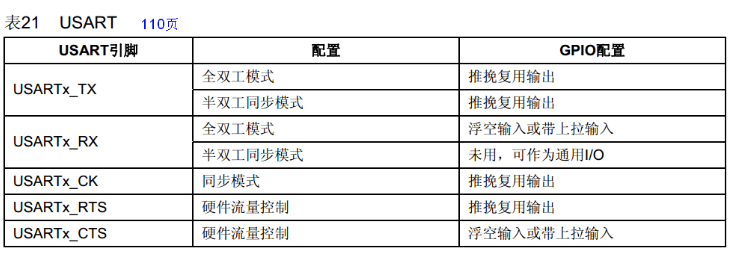 表21 USART 110页
USART引脚 配置 GPIO配置
USARTx_TX 全双工模式 推挽复用输出
半双工同步模式 推挽复用输出
USARTx_RX 全双工模式 浮空输入或带上拉输入
半双工同步模式 未用，可作为通用I/O
USARTx_CK 同步模式 推挽复用输出
USARTx_RTS 硬件流量控制 推挽复用输出
USARTx_CTS 硬件流量控制 浮空输入或带上拉输入